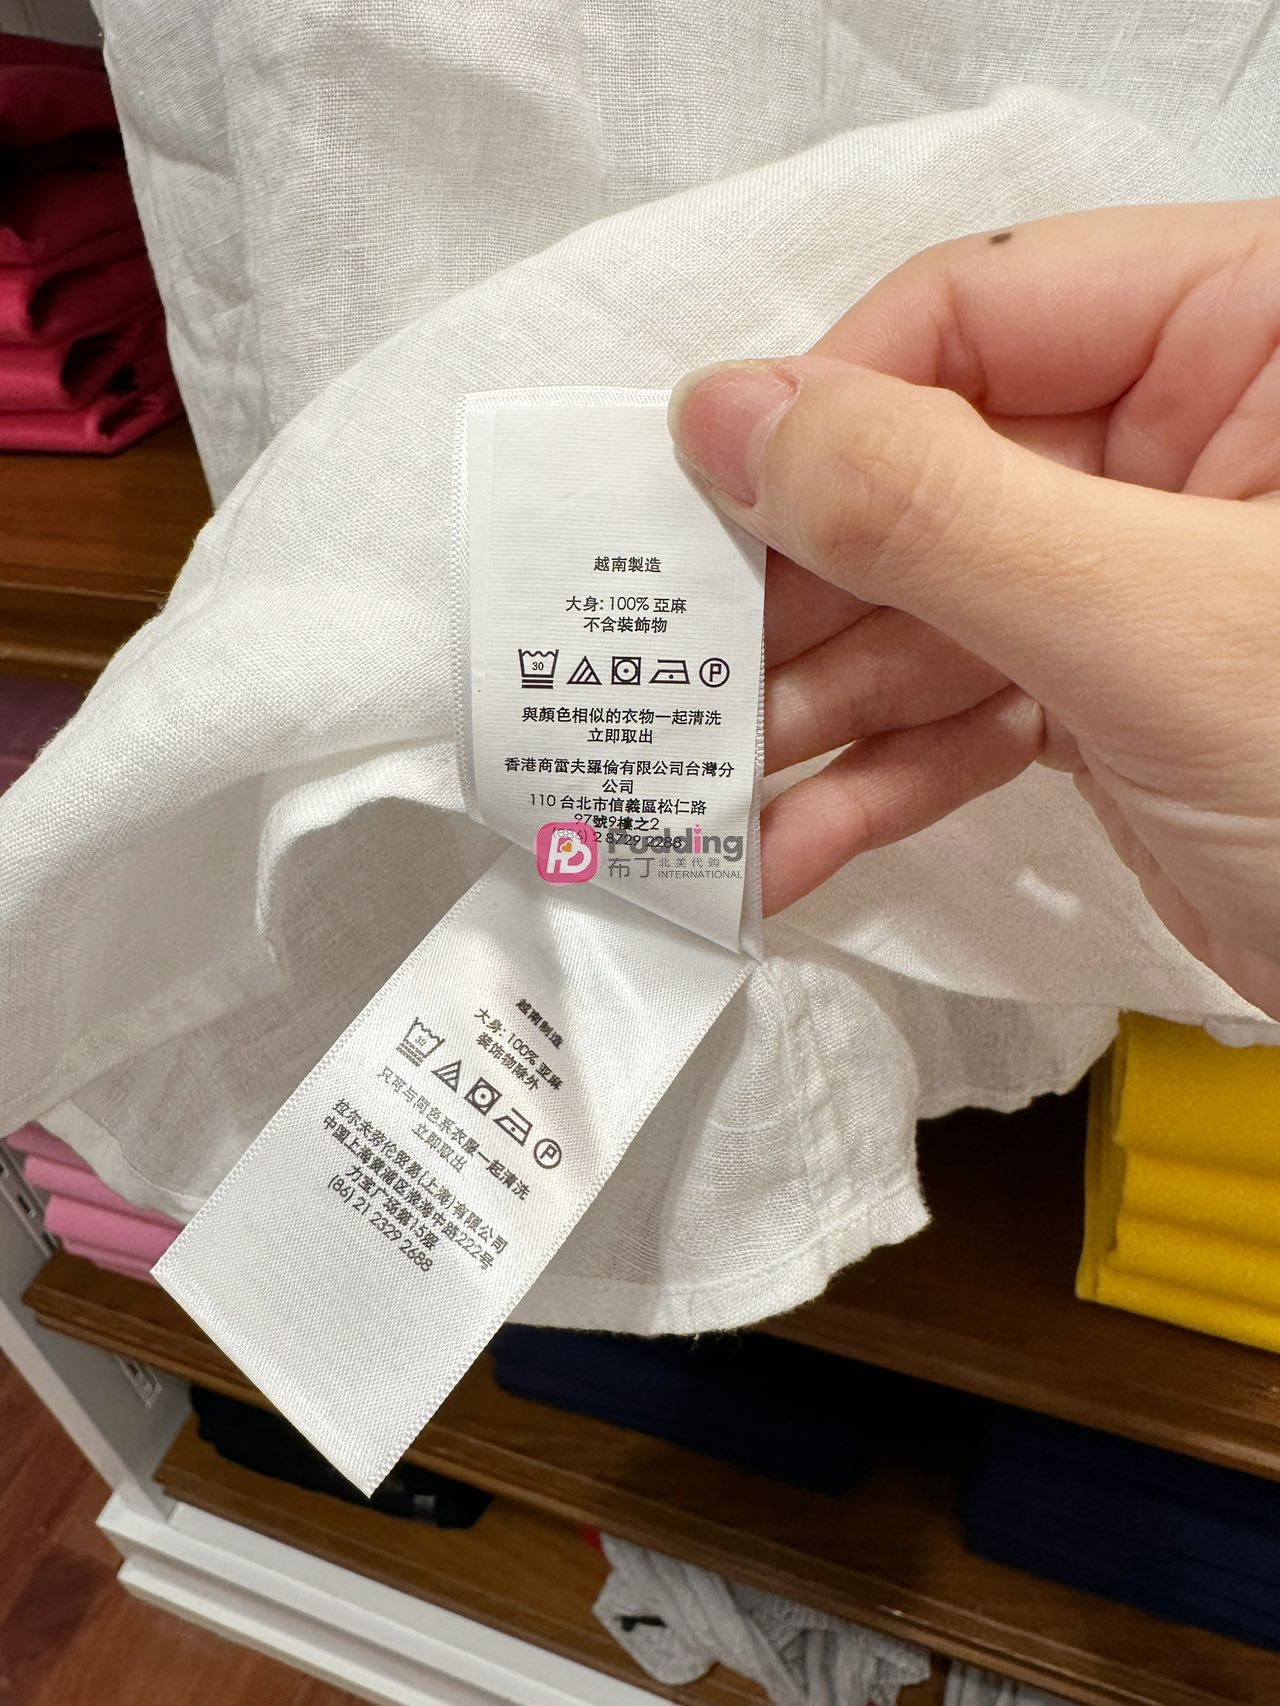 越南製造
大身: 100% 亞麻
不含裝飾物
30
P
與顏色相似的衣物一起清洗
立即取出
香港商雷夫羅倫有限公司台灣分
公司
110 台北市信義區松仁路
97號9樓之2
(886) 2 8729 2288
Pudding
布丁 北美代购
INTERNATIONAL
越南制造
大身: 100% 亚麻
装饰物除外
P
只可与同色系衣服一起清洗
立即取出
拉尔夫劳伦贸易(上海)有限公司
中国上海黄浦区淮海中路222号
力宝广场第15层
(86) 21 2329 2688